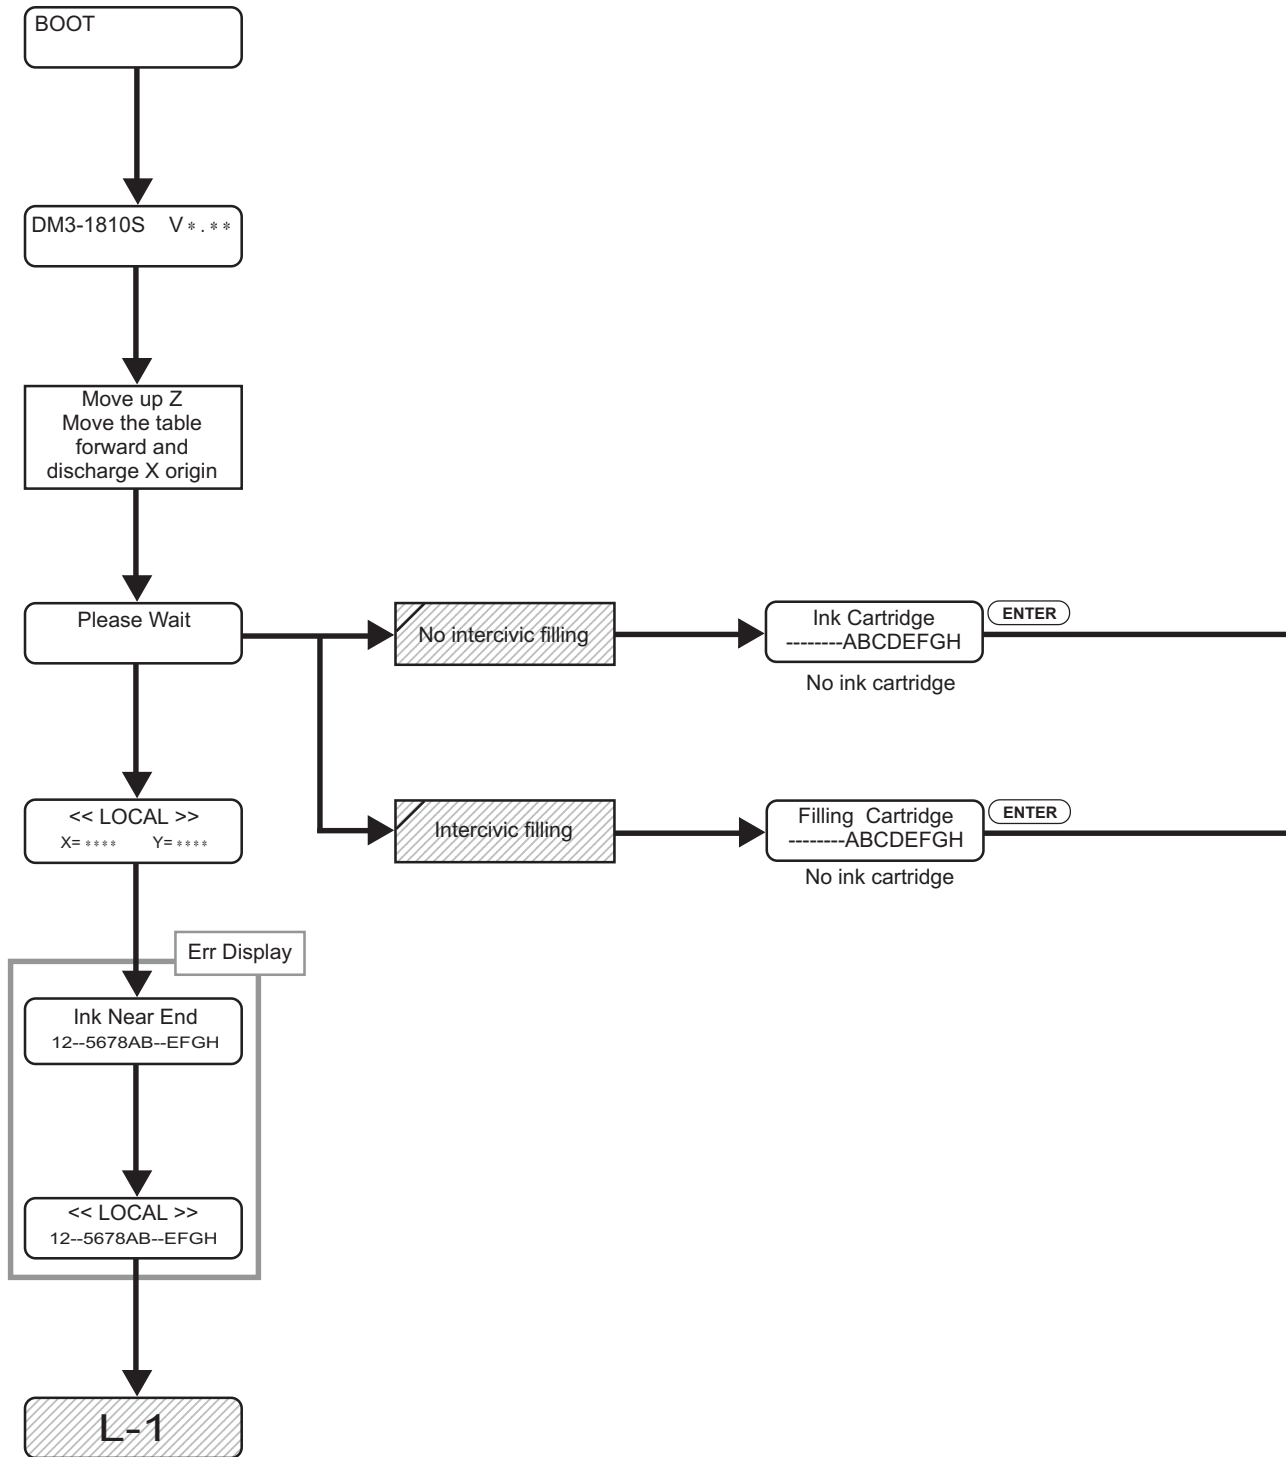 BOOT
DM3-1810S V*.**
Move up Z
Move the table
forward and
discharge X origin
Please Wait
No intercivic filling
Ink Cartridge
--------ABCDEFGH
ENTER
No ink cartridge
<< LOCAL >>
X= **** Y= ****
Intercivic filling
Filling Cartridge
--------ABCDEFGH
ENTER
No ink cartridge
Err Display
Ink Near End
12--5678AB--EFGH
<< LOCAL >>
12--5678AB--EFGH
L-1